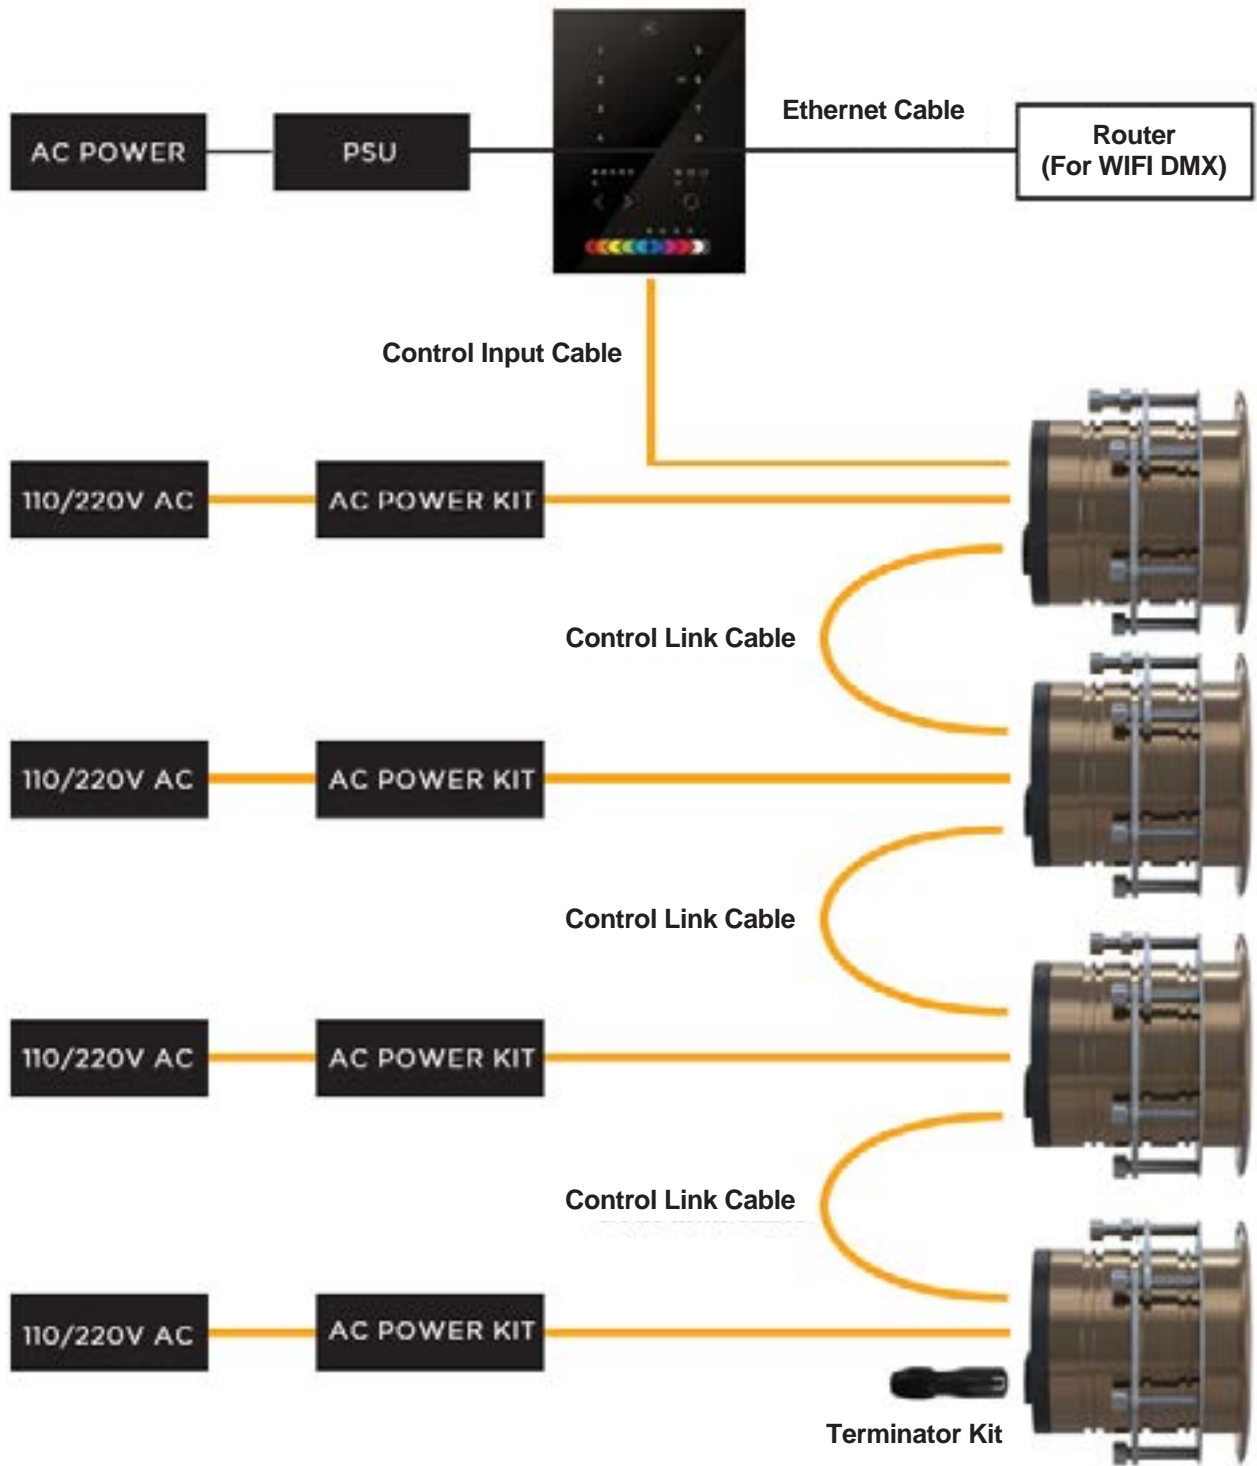 Ethernet Cable
AC POWER
PSU
Router
(For WIFI DMX)
Control Input Cable
110/220V AC
AC POWER KIT
Control Link Cable
110/220V AC
AC POWER KIT
Control Link Cable
110/220V AC
AC POWER KIT
Control Link Cable
110/220V AC
AC POWER KIT
Terminator Kit